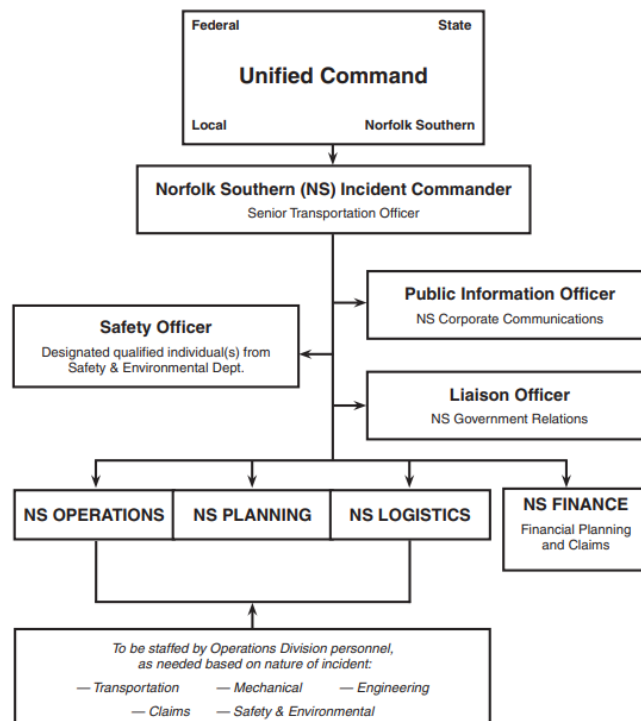 Federal State
Unified Command
Local Norfolk Southern
Norfolk Southern (NS) Incident Commander
Senior Transportation Officer
Public Information Officer
NS Corporate Communications
Safety Officer
Designated qualified individual(s) from
Safety & Environmental Dept.
Liaison Officer
NS Government Relations
NS OPERATIONS NS PLANNING NS LOGISTICS
NS FINANCE
Financial Planning
and Claims
To be staffed by Operations Division personnel,
as needed based on nature of incident:
— Transportation — Mechanical — Engineering
— Claims — Safety & Environmental